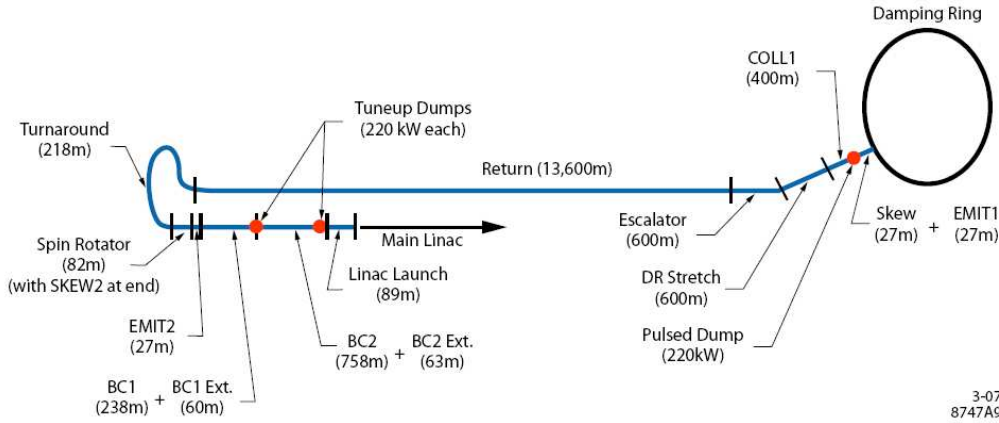 Damping Ring
COLL1
(400m)
Tuneup Dumps
(220 kW each)
Turnaround
(218m)
Return (13,600m)
Escalator
(600m)
Skew + EMIT1
(27m) (27m)
Main Linac
Spin Rotator
(82m)
(with SKEW2 at end)
Linac Launch
(89m)
DR Stretch
(600m)
EMIT2
(27m)
BC2 + BC2 Ext.
(758m) (63m)
Pulsed Dump
(220kW)
BC1 + BC1 Ext.
(238m) (60m)
3-07
8747A9